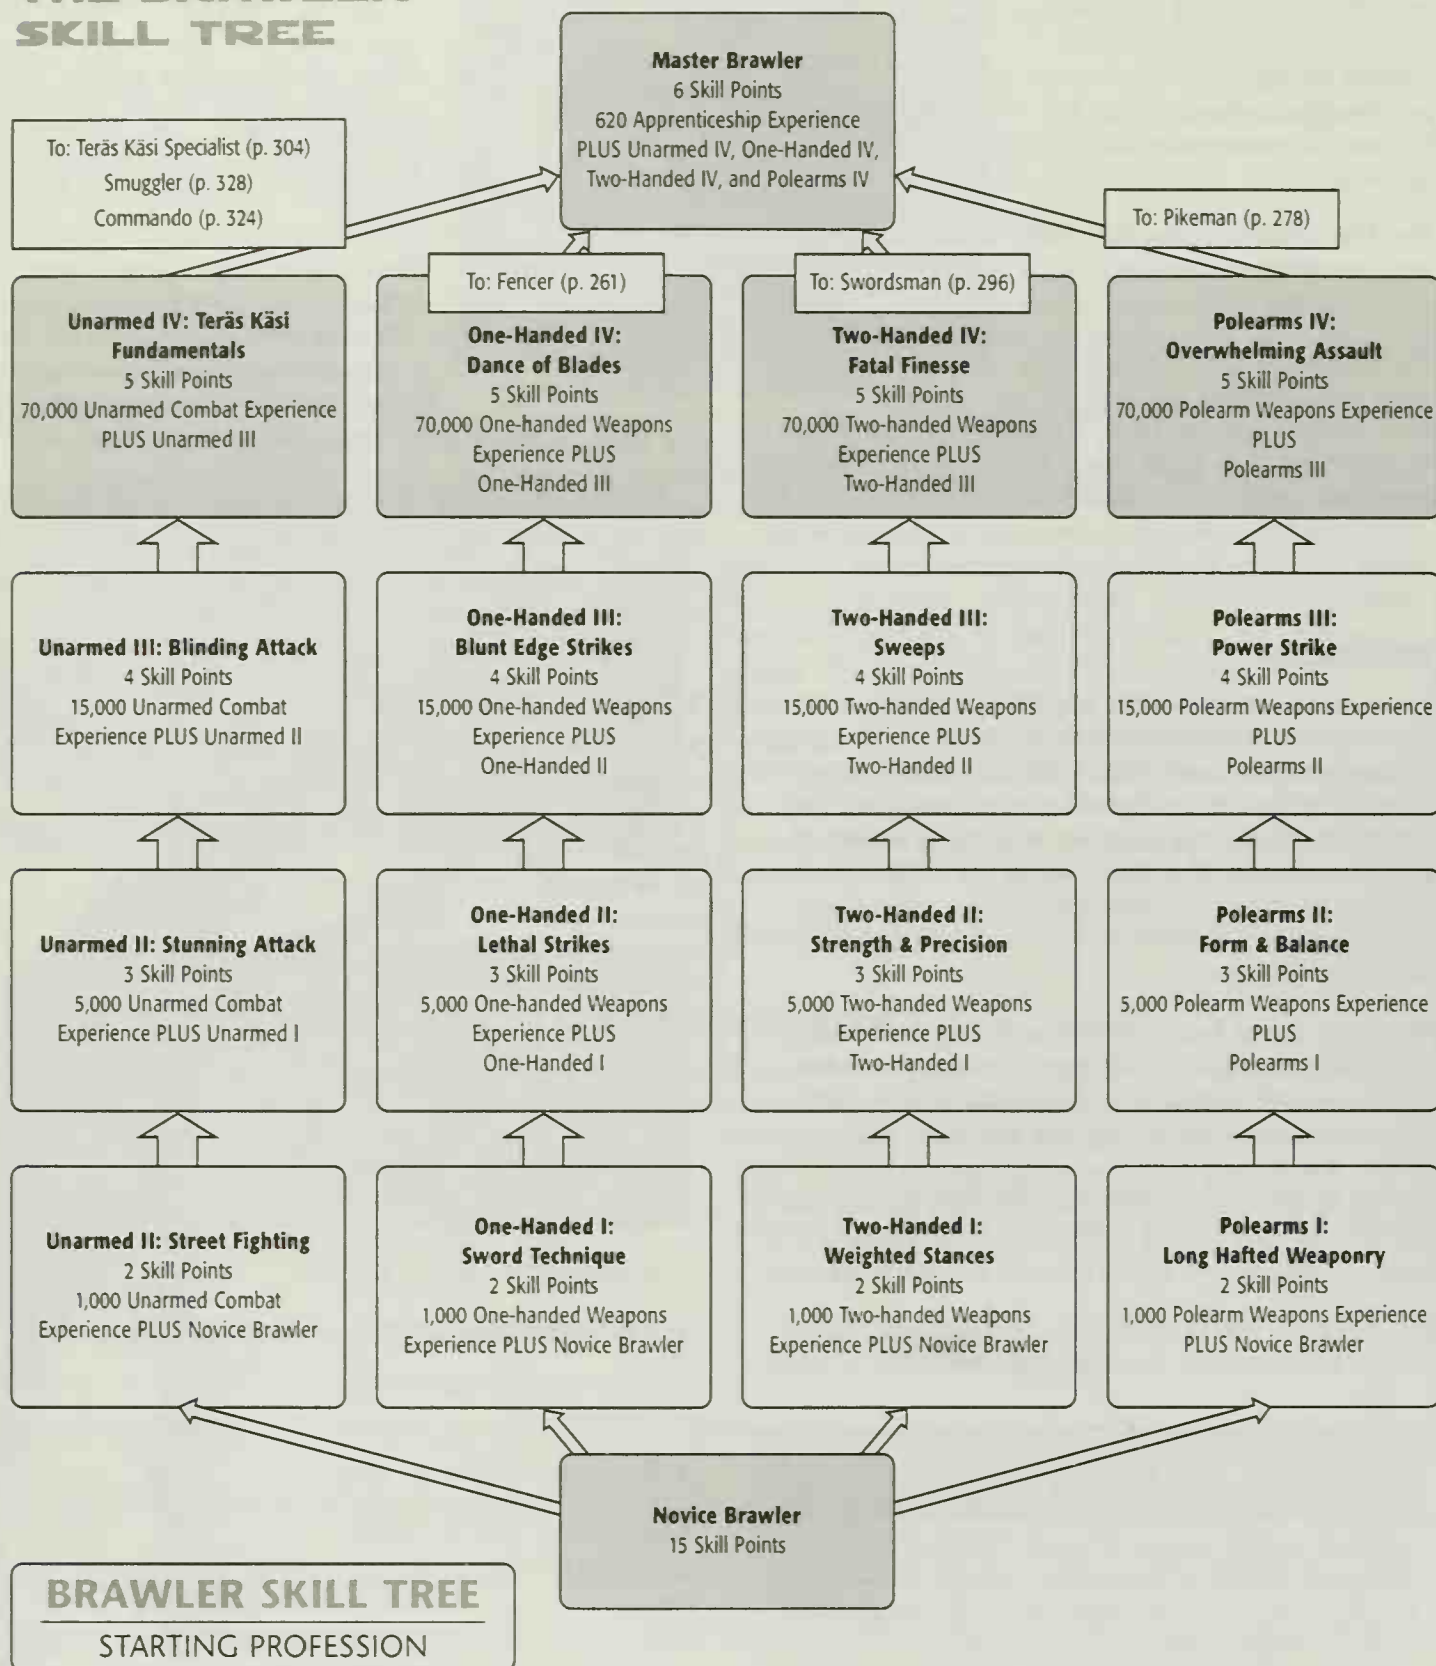 THE BRAWLER
SKILL TREE
Master Brawler
6 Skill Points
620 Apprenticeship Experience
PLUS Unarmed IV, One-Handed IV,
Two-Handed IV, and Polearms IV
To: Teräs Käsi Specialist (p. 304)
Smuggler (p. 328)
Commando (p. 324)
To: Fencer (p. 261)
To: Swordsman (p. 296)
To: Pikeman (p. 278)
Unarmed IV: Teräs Käsi
Fundamentals
5 Skill Points
70,000 Unarmed Combat Experience
PLUS Unarmed III
One-Handed IV:
Dance of Blades
5 Skill Points
70,000 One-handed Weapons
Experience PLUS
One-Handed III
Two-Handed IV:
Fatal Finesse
5 Skill Points
70,000 Two-handed Weapons
Experience PLUS
Two-Handed III
Polearms IV:
Overwhelming Assault
5 Skill Points
70,000 Polearm Weapons Experience
PLUS
Polearms III
Unarmed III: Blinding Attack
4 Skill Points
15,000 Unarmed Combat
Experience PLUS Unarmed II
One-Handed III:
Blunt Edge Strikes
4 Skill Points
15,000 One-handed Weapons
Experience PLUS
One-Handed II
Two-Handed III:
Sweeps
4 Skill Points
15,000 Two-handed Weapons
Experience PLUS
Two-Handed II
Polearms III:
Power Strike
4 Skill Points
15,000 Polearm Weapons Experience
PLUS
Polearms II
Unarmed II: Stunning Attack
3 Skill Points
5,000 Unarmed Combat
Experience PLUS Unarmed I
One-Handed II:
Lethal Strikes
3 Skill Points
5,000 One-handed Weapons
Experience PLUS
One-Handed I
Two-Handed II:
Strength & Precision
3 Skill Points
5,000 Two-handed Weapons
Experience PLUS
Two-Handed I
Polearms II:
Form & Balance
3 Skill Points
5,000 Polearm Weapons Experience
PLUS
Polearms I
Unarmed II: Street Fighting
2 Skill Points
1,000 Unarmed Combat
Experience PLUS Novice Brawler
One-Handed I:
Sword Technique
2 Skill Points
1,000 One-handed Weapons
Experience PLUS Novice Brawler
Two-Handed I:
Weighted Stances
2 Skill Points
1,000 Two-handed Weapons
Experience PLUS Novice Brawler
Polearms I:
Long Hafted Weaponry
2 Skill Points
1,000 Polearm Weapons Experience
PLUS Novice Brawler
Novice Brawler
15 Skill Points
BRAWLER SKILL TREE
STARTING PROFESSION